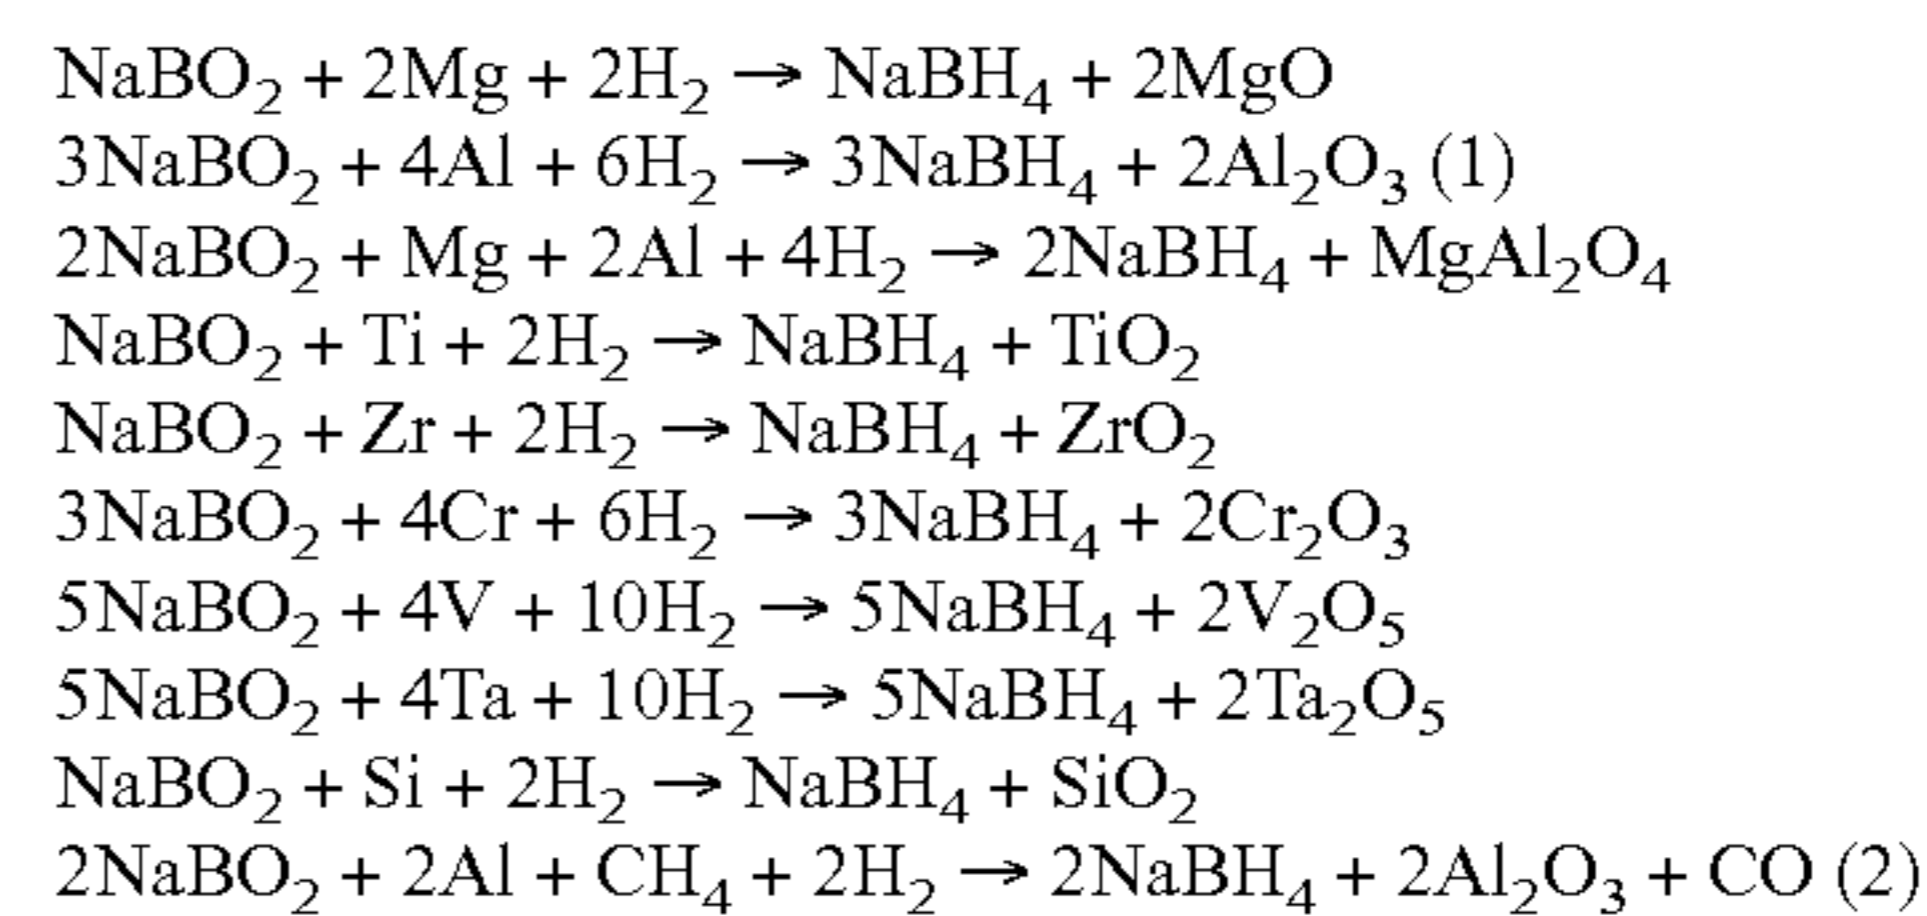 NaBO₂ + 2Mg + 2H₂ → NaBH₄ + 2MgO
3NaBO₂ + 4Al + 6H₂ → 3NaBH₄ + 2Al₂O₃ (1)
2NaBO₂ + Mg + 2Al + 4H₂ → 2NaBH₄ + MgAl₂O₄
NaBO₂ + Ti + 2H₂ → NaBH₄ + TiO₂
NaBO₂ + Zr + 2H₂ → NaBH₄ + ZrO₂
3NaBO₂ + 4Cr + 6H₂ → 3NaBH₄ + 2Cr₂O₃
5NaBO₂ + 4V + 10H₂ → 5NaBH₄ + 2V₂O₅
5NaBO₂ + 4Ta + 10H₂ → 5NaBH₄ + 2Ta₂O₅
NaBO₂ + Si + 2H₂ → NaBH₄ + SiO₂
2NaBO₂ + 2Al + CH₄ + 2H₂ → 2NaBH₄ + 2Al₂O₃ + CO (2)